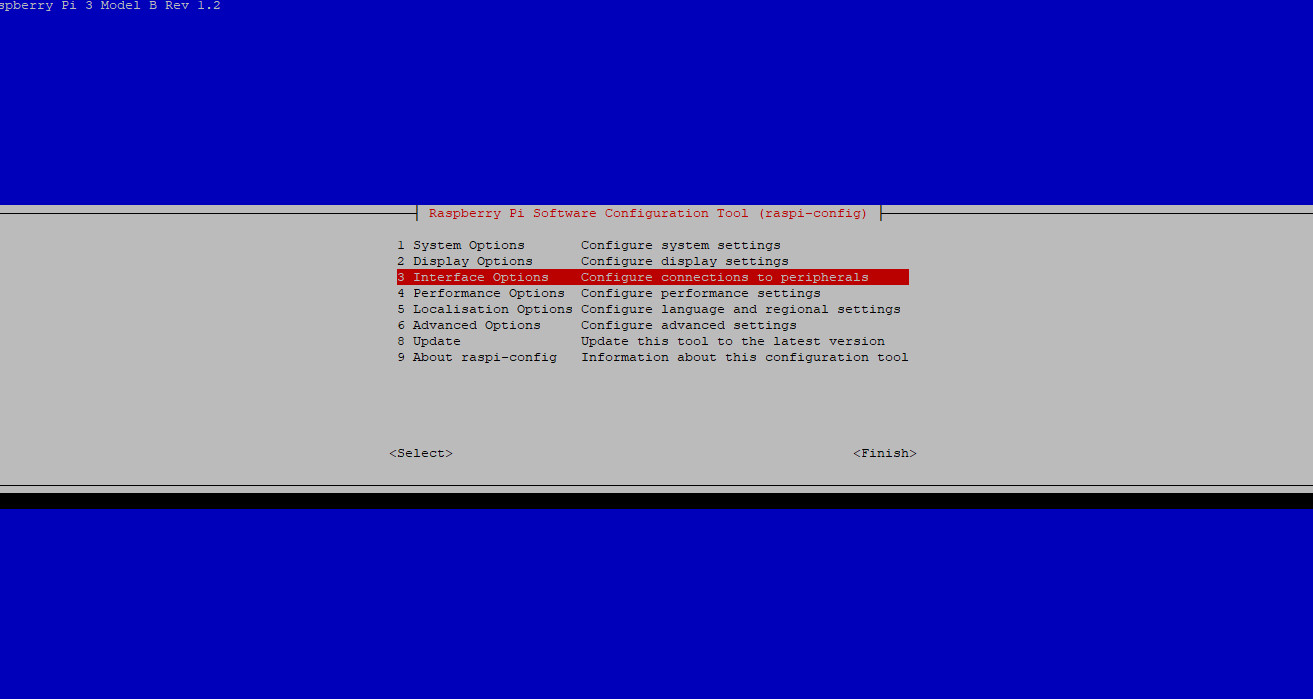 spberry Pi 3 Model B Rev 1.2
Raspberry Pi Software Configuration Tool (raspi-config)
1 System Options Configure system settings
2 Display Options Configure display settings
3 Interface Options Configure connections to peripherals
4 Performance Options Configure performance settings
5 Localisation Options Configure language and regional settings
6 Advanced Options Configure advanced settings
8 Update Update this tool to the latest version
9 About raspi-config Information about this configuration tool
<Select> <Finish>